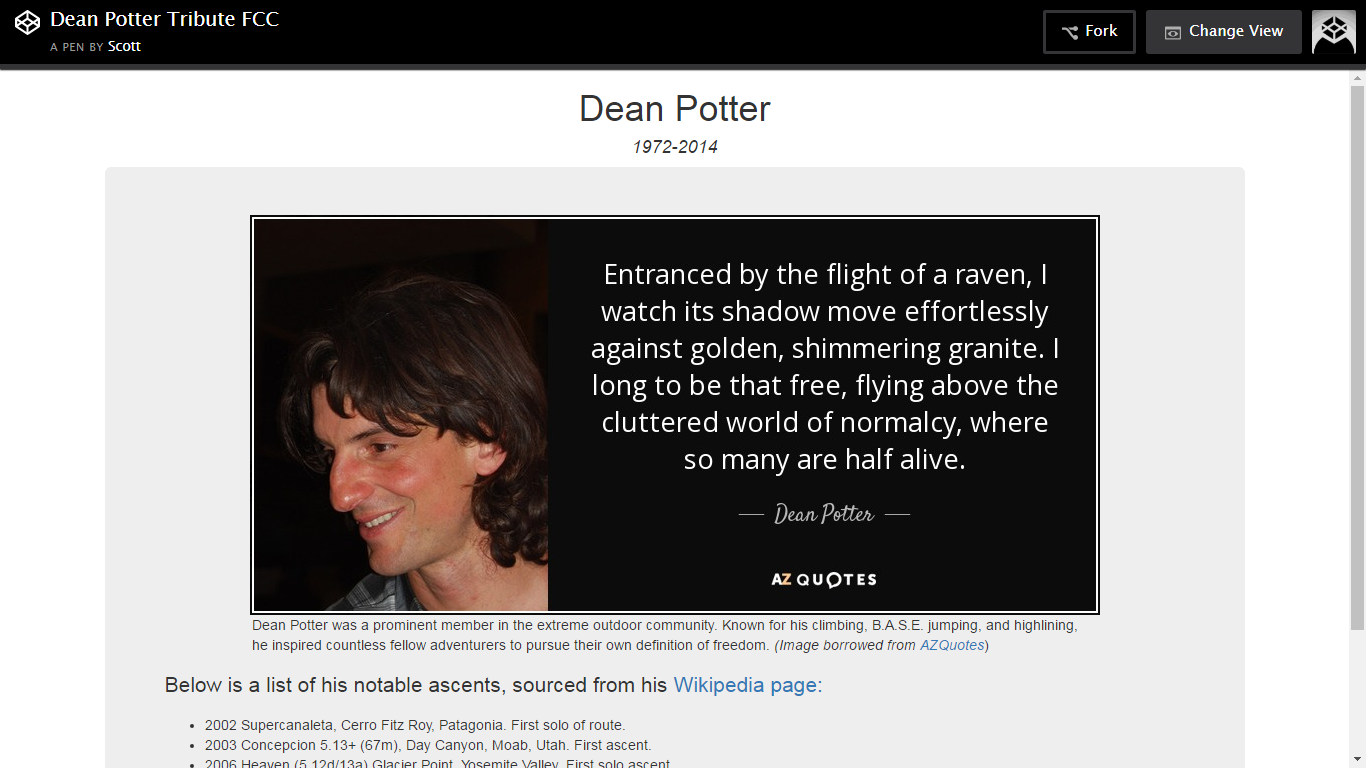 Dean Potter Tribute FCC
A PEN BY Scott
Fork
Change View
Dean Potter
1972-2014
Entranced by the flight of a raven, I
watch its shadow move effortlessly
against golden, shimmering granite. I
long to be that free, flying above the
cluttered world of normalcy, where
so many are half alive.
Dean Potter
AZ QUOTES
Dean Potter was a prominent member in the extreme outdoor community. Known for his climbing, B.A.S.E. jumping, and highlining,
he inspired countless fellow adventurers to pursue their own definition of freedom. (Image borrowed from AZQuotes)
Below is a list of his notable ascents, sourced from his Wikipedia page:
• 2002 Supercanaleta, Cerro Fitz Roy, Patagonia. First solo of route.
• 2003 Concepcion 5.13+ (67m), Day Canyon, Moab, Utah. First ascent.
• 2006 Heaven (5.12d/13a) Glacier Point, Yosemite Valley. First solo ascent